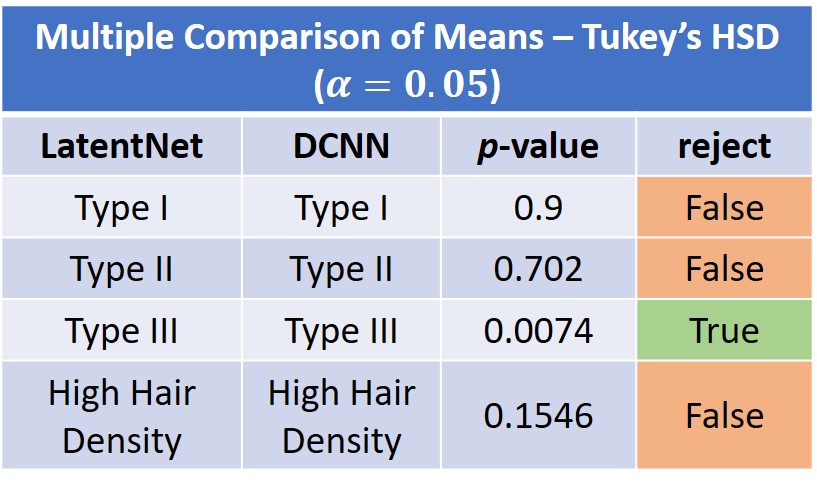 Multiple Comparison of Means – Tukey's HSD
(α = 0.05)
LatentNet DCNN p-value reject
Type I Type I 0.9 False
Type II Type II 0.702 False
Type III Type III 0.0074 True
High Hair Density High Hair Density 0.1546 False